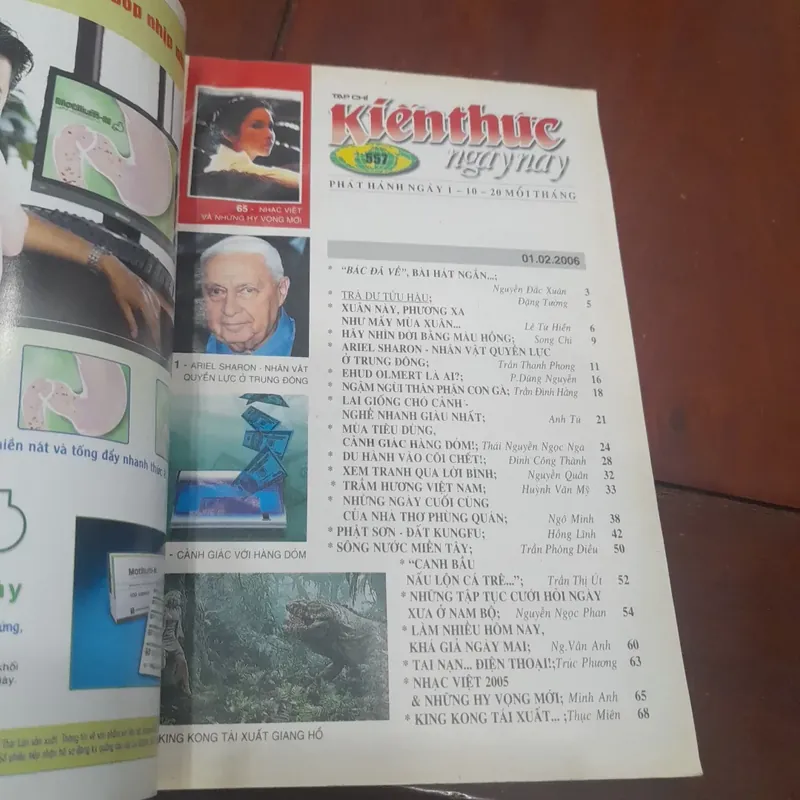 TẠP CHÍ
Kiến thức
ngày nay
557
PHÁT HÀNH NGÀY 1 - 10 - 20 MỖI THÁNG
65 - NHẠC VIỆT
VÀ NHỮNG HY VỌNG MỚI
1 - ARIEL SHARON - NHÂN VẬT
QUYỀN LỰC Ở TRUNG ĐÔNG
- CẢNH GIÁC VỚI HÀNG DỎM
KING KONG TÁI XUẤT GIANG HỒ
01.02.2006
* "BÁC ĐÃ VỀ", BÀI HÁT NGẮN...;
Nguyễn Đắc Xuân 3
* TRÀ DƯ TỬU HẬU; Đặng Tường 5
* XUÂN NÀY, PHƯƠNG XA
NHƯ MẤY MÙA XUÂN... Lê Tú Hiền 6
* HÃY NHÌN ĐỜI BẰNG MÀU HỒNG; Song Chi 9
* ARIEL SHARON - NHÂN VẬT QUYỀN LỰC
Ở TRUNG ĐÔNG; Trần Thanh Phong 11
* EHUD OLMERT LÀ AI?; P.Dũng Nguyên 16
* NGẬM NGÙI THÂN PHẬN CON GÀ; Trần Đình Hằng 18
* LAI GIỐNG CHÓ CẢNH -
NGHỀ NHANH GIÀU NHẤT; Anh Tú 21
* MÙA TIÊU DÙNG,
CẢNH GIÁC HÀNG DỎM!; Thái Nguyễn Ngọc Nga 24
* DU HÀNH VÀO CÕI CHẾT!; Đinh Công Thành 28
* XEM TRANH QUA LỜI BÌNH; Nguyễn Quân 32
* TRẦM HƯƠNG VIỆT NAM; Huỳnh Văn Mỹ 33
* NHỮNG NGÀY CUỐI CÙNG
CỦA NHÀ THƠ PHÙNG QUÁN; Ngô Minh 38
* PHẬT SƠN - ĐẤT KUNGFU; Hồng Lĩnh 42
* SÔNG NƯỚC MIỀN TÂY; Trần Phỏng Diều 50
* "CANH BẦU
NẤU LỘN CÁ TRÊ..."; Trần Thị Út 52
* NHỮNG TẬP TỤC CƯỚI HỎI NGÀY
XƯA Ở NAM BỘ; Nguyễn Ngọc Phan 54
* LẮM NHIỀU HÔM NAY,
KHÁ GIẢ NGÀY MAI; Ng.Vân Anh 60
* TAI NẠN... ĐIỆN THOẠI!; Trúc Phương 63
* NHẠC VIỆT 2005
& NHỮNG HY VỌNG MỚI; Minh Anh 65
* KING KONG TÁI XUẤT... ; Thục Miên 68
nhịp
Motilium-M
nát và tống đẩy nhanh thức
Motilium-M